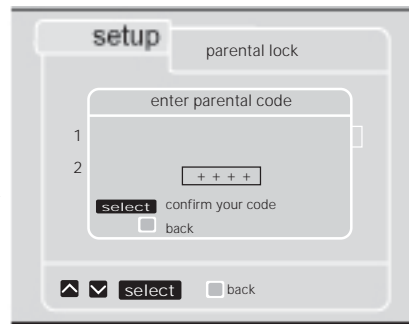 setup
parental lock
enter parental code
1
2
+ + + +
select confirm your code
back
select back